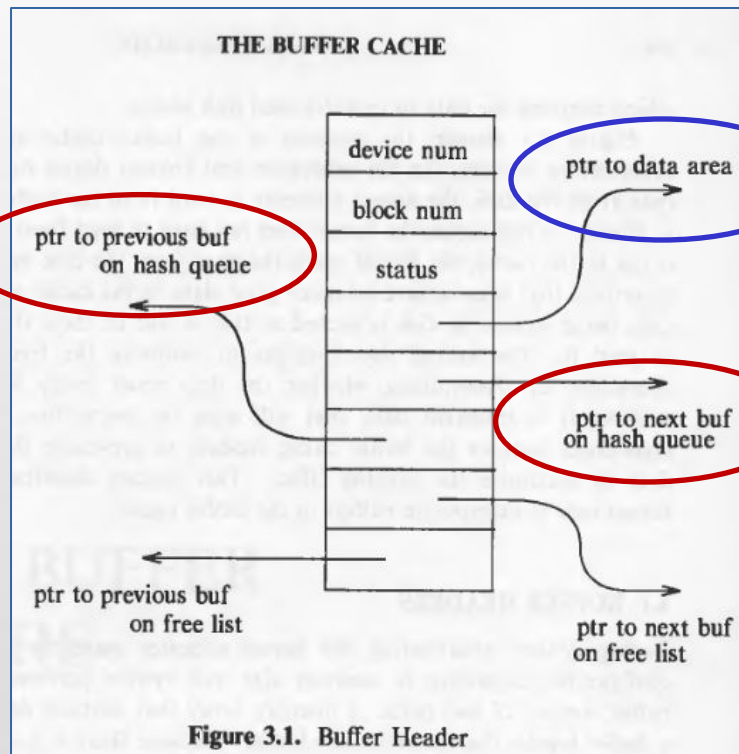 THE BUFFER CACHE
device num
block num
status
ptr to data area
ptr to previous buf
on hash queue
ptr to next buf
on hash queue
ptr to previous buf
on free list
ptr to next buf
on free list
Figure 3.1. Buffer Header